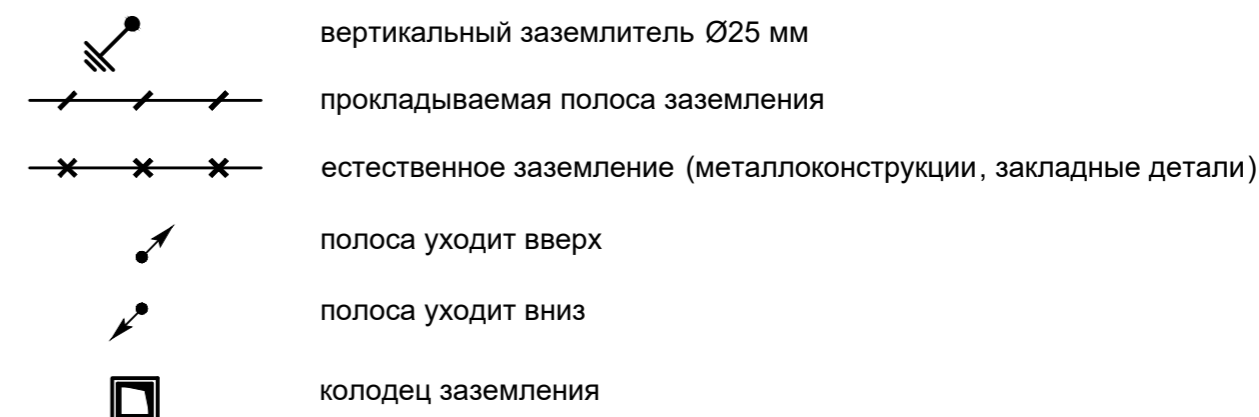 вертикальный заземлитель Ø25 мм
прокладываемая полоса заземления
естественное заземление (металлоконструкции, закладные детали)
полоса уходит вверх
полоса уходит вниз
колодец заземления